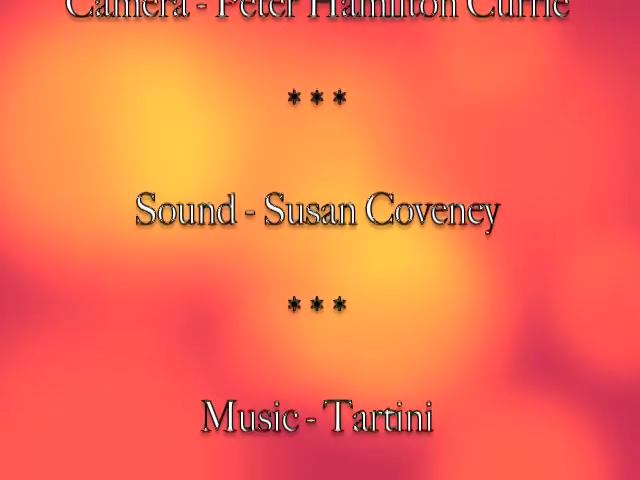 Camera - Peter Hamilton Currie
***
Sound - Susan Coveney
***
Music - Tartini